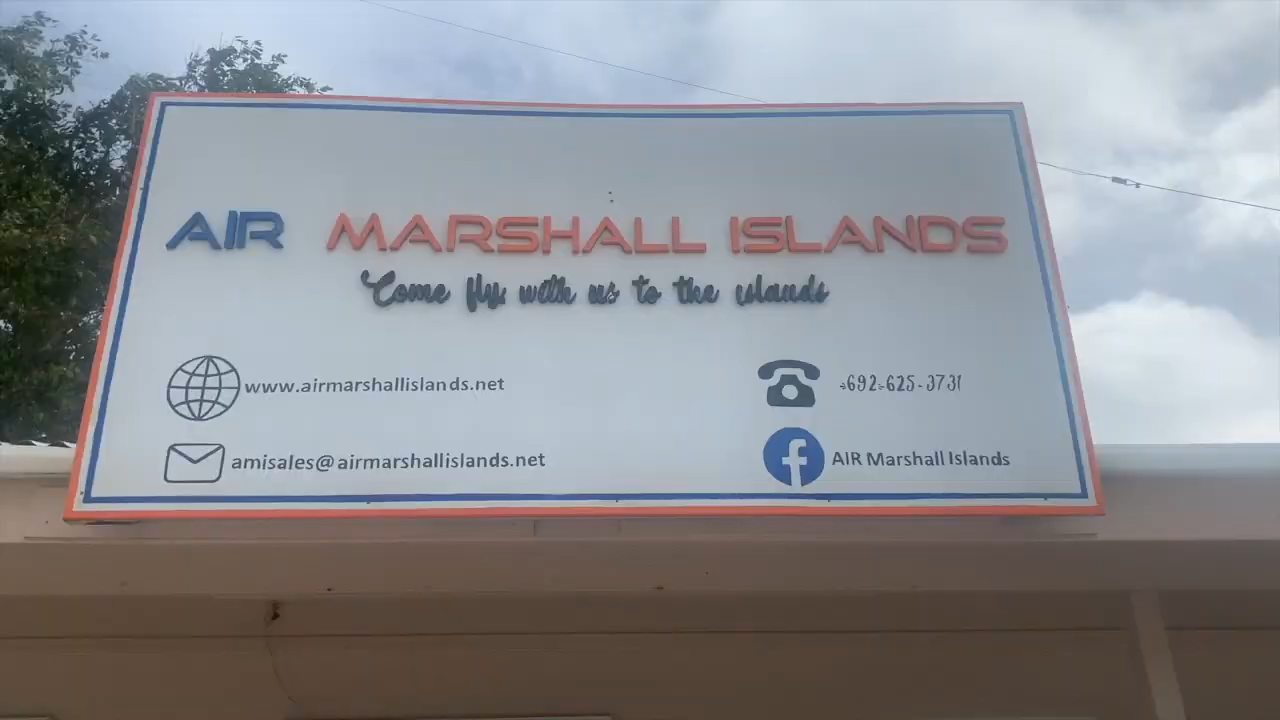 AIR MARSHALL ISLANDS
Come fly with us to the islands
www.airmarshallislands.net
-692-625-3731
amisales@airmarshallislands.net
AIR Marshall Islands